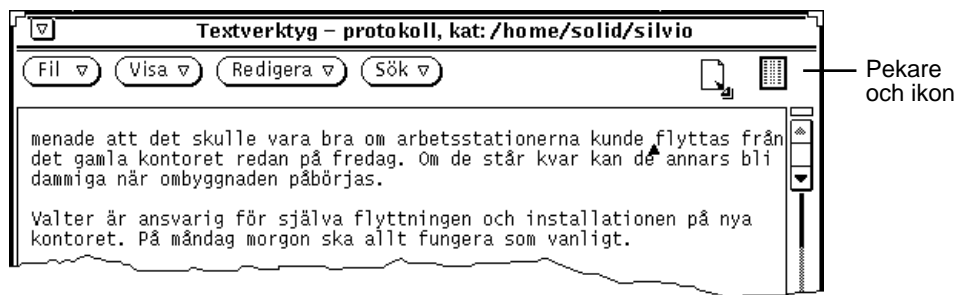 Textverktyg – protokoll, kat: /home/solid/silvio
Fil Visa Redigera Sök
Pekare
och ikon
menade att det skulle vara bra om arbetsstationerna kunde flyttas från
det gamla kontoret redan på fredag. Om de står kvar kan de annars bli
dammiga när ombyggnaden påbörjas.
Valter är ansvarig för själva flyttningen och installationen på nya
kontoret. På måndag morgon ska allt fungera som vanligt.